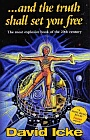 ...and the truth
shall set you free
The most explosive book of the 20th century
David Icke